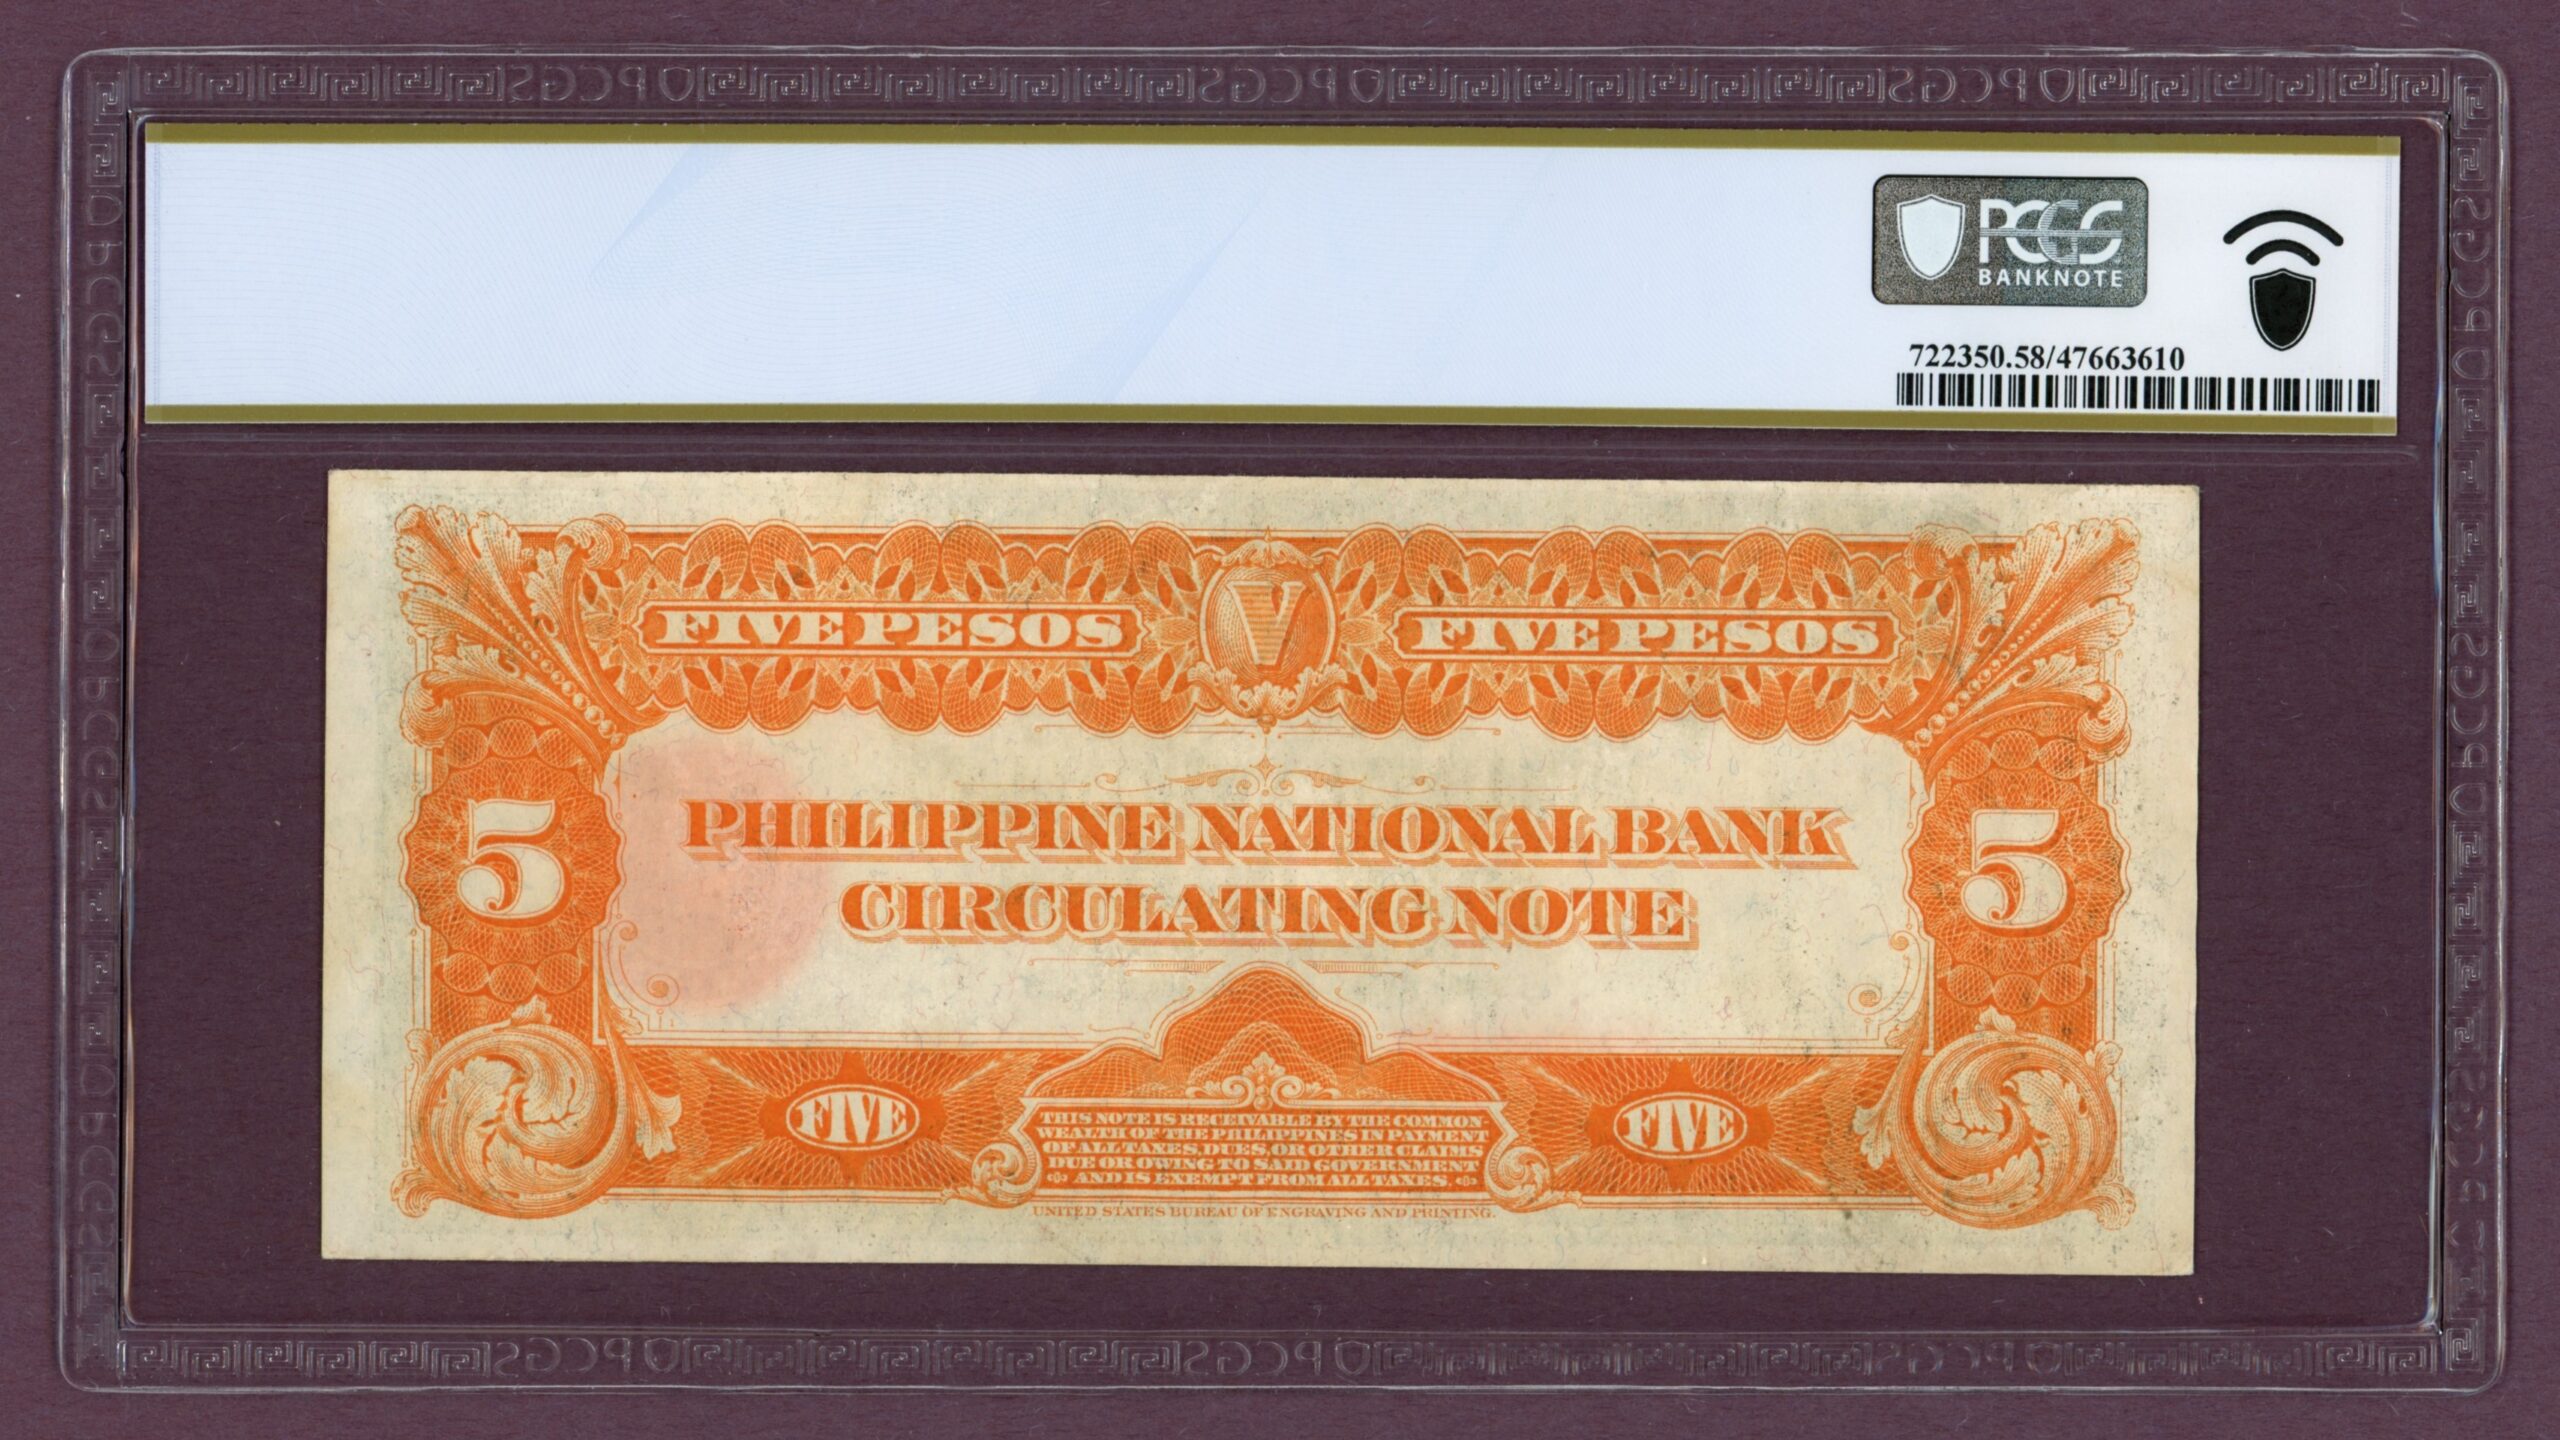 PCGS
BANKNOTE
722350.58/47663610
FIVE PESOS V FIVE PESOS
5 5
PHILIPPINE NATIONAL BANK
CIRCULATING NOTE
FIVE FIVE
THIS NOTE IS RECEIVABLE BY THE COMMON-
WEALTH OF THE PHILIPPINES IN PAYMENT
OF ALL TAXES, DUES, OR OTHER CLAIMS
DUE OR OWING TO SAID GOVERNMENT
AND IS EXEMPT FROM ALL TAXES.
UNITED STATES BUREAU OF ENGRAVING AND PRINTING.